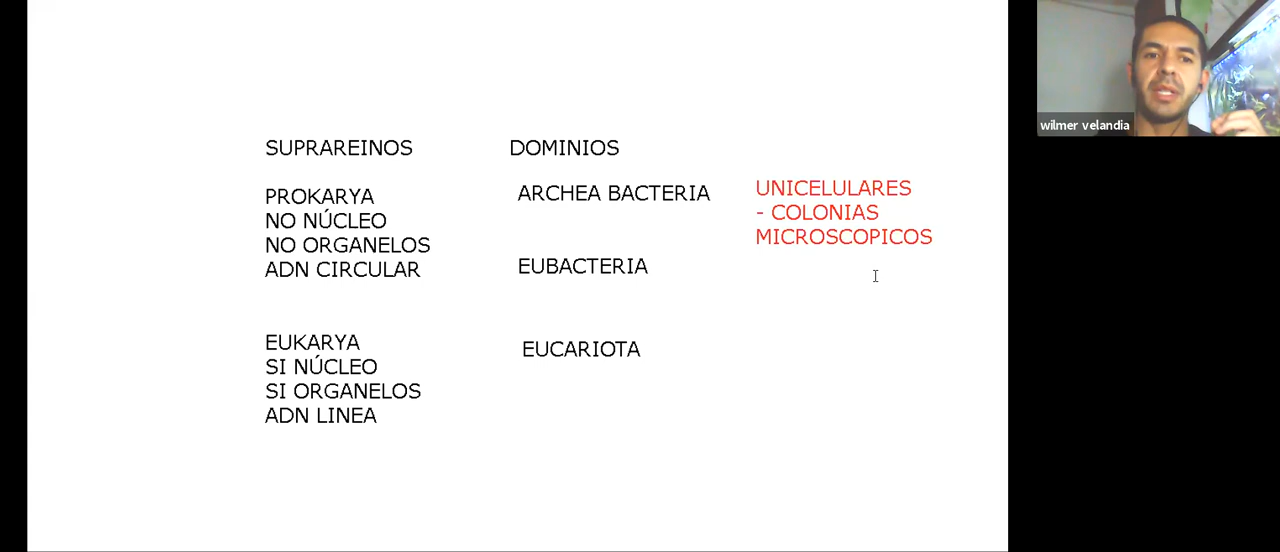 SUPRAREINOS
DOMINIOS
PROKARYA
NO NÚCLEO
NO ORGANELOS
ADN CIRCULAR
ARCHEA BACTERIA
EUBACTERIA
UNICELULARES
- COLONIAS
MICROSCOPICOS
EUKARYA
SI NÚCLEO
SI ORGANELOS
ADN LINEA
EUCARIOTA
wilmer velandia